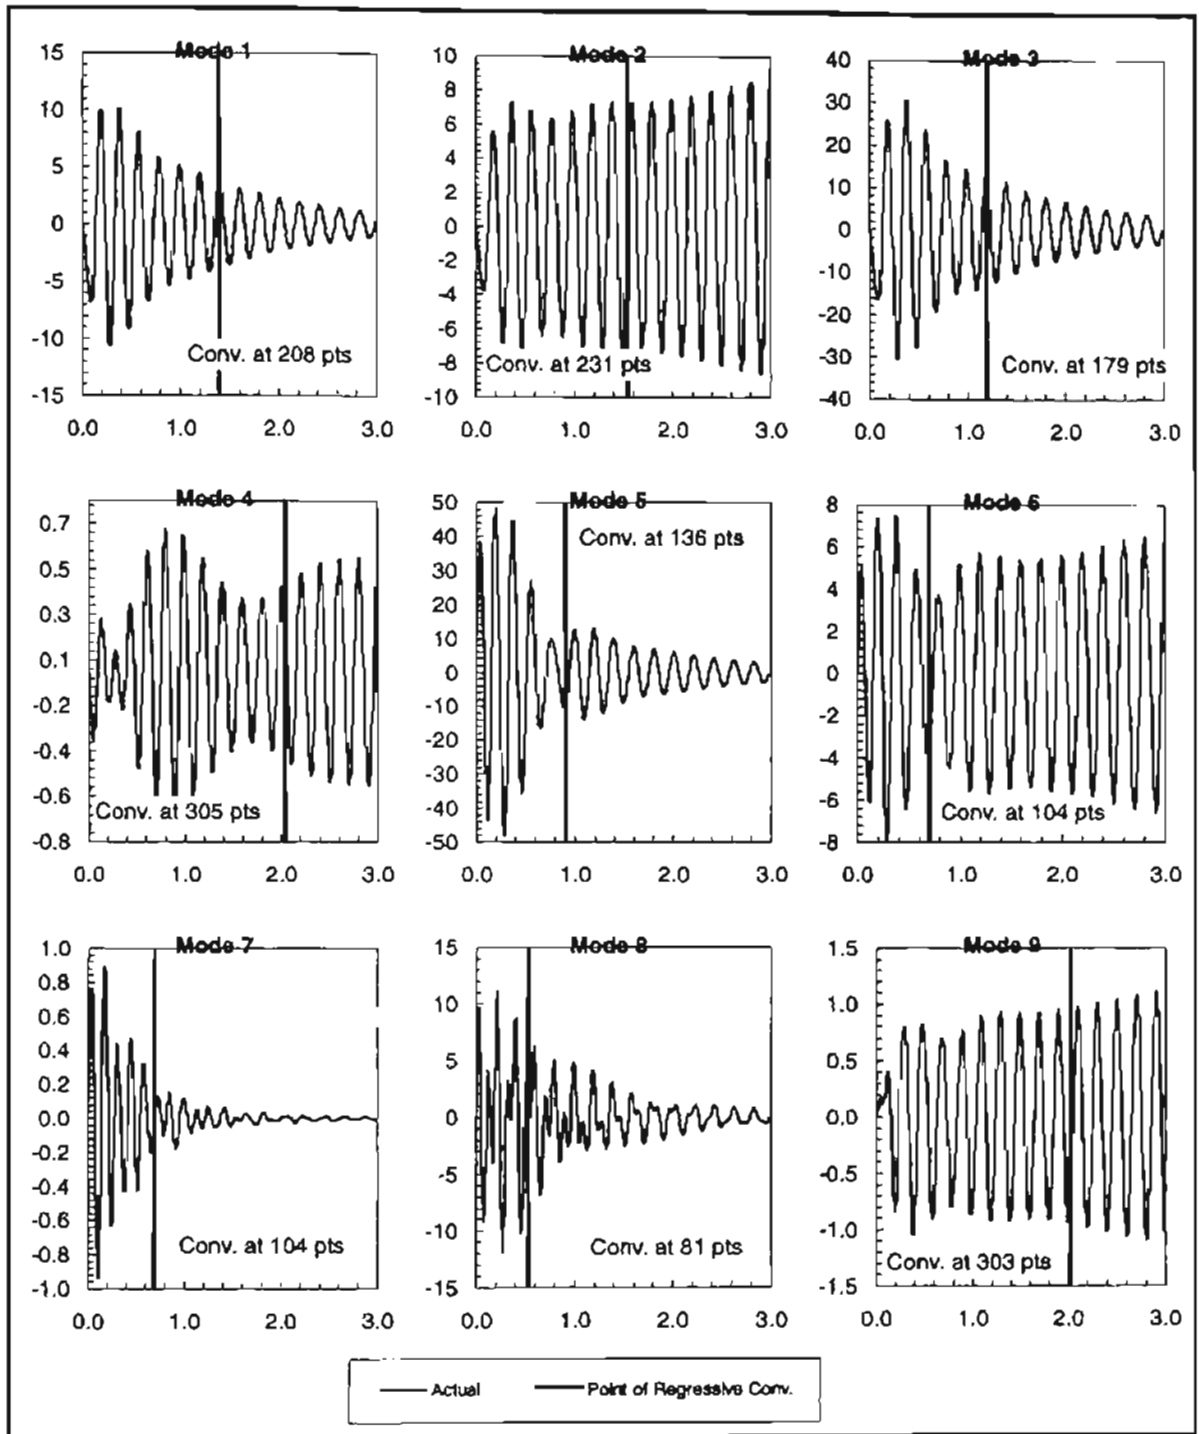 Mode 1
15
10
5
0
-5
-10
-15
Conv. at 208 pts
0.0 1.0 2.0 3.0
Mode 2
10
8
6
4
2
0
-2
-4
-6
-8
-10
Conv. at 231 pts
0.0 1.0 2.0 3.0
Mode 3
40
30
20
10
0
-10
-20
-30
-40
Conv. at 179 pts
0.0 1.0 2.0 3.0
Mode 4
0.7
0.5
0.3
0.1
-0.2
-0.4
-0.6
-0.8
Conv. at 305 pts
0.0 1.0 2.0 3.0
Mode 5
50
40
30
20
10
0
-10
-20
-30
-40
-50
Conv. at 136 pts
0.0 1.0 2.0 3.0
Mode 6
8
6
4
2
0
-2
-4
-6
-8
Conv. at 104 pts
0.0 1.0 2.0 3.0
Mode 7
1.0
0.8
0.6
0.4
0.2
0.0
-0.2
-0.4
-0.6
-0.8
-1.0
Conv. at 104 pts
0.0 1.0 2.0 3.0
Mode 8
15
10
5
0
-5
-10
-15
Conv. at 81 pts
0.0 1.0 2.0 3.0
Mode 9
1.5
1.0
0.5
0.0
-0.5
-1.0
-1.5
Conv. at 303 pts
0.0 1.0 2.0 3.0
Actual
Point of Regressive Conv.